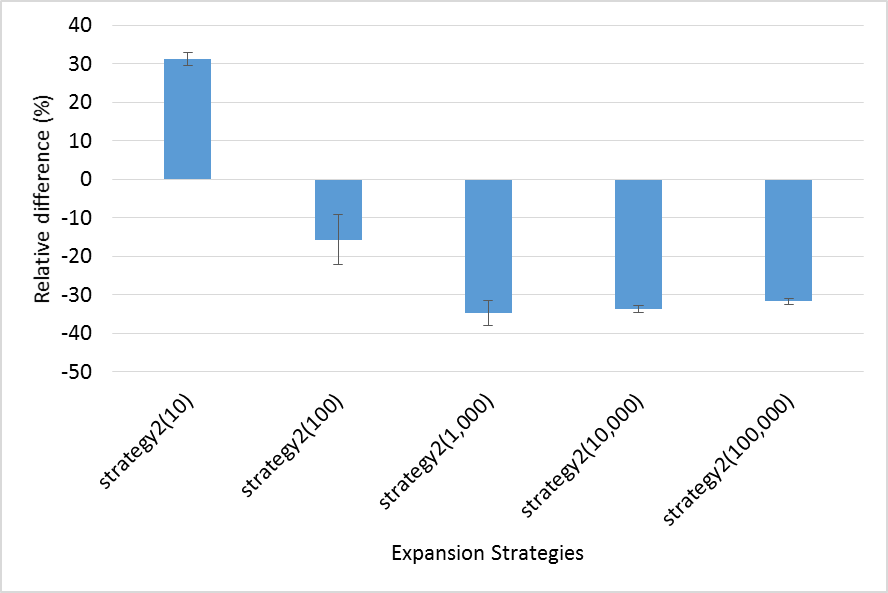 40
30
20
10
0
-10
-20
-30
-40
-50
Relative difference (%)
strategy2(10)
strategy2(100)
strategy2(1,000)
strategy2(10,000)
strategy2(100,000)
Expansion Strategies